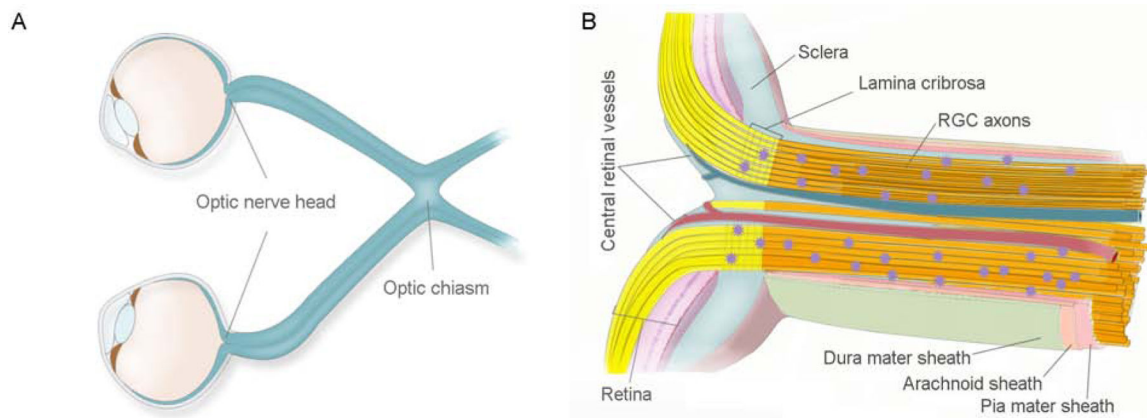 A
Optic nerve head
Optic chiasm
B
Sclera
Lamina cribrosa
RGC axons
Central retinal vessels
Dura mater sheath
Arachnoid sheath
Pia mater sheath
Retina